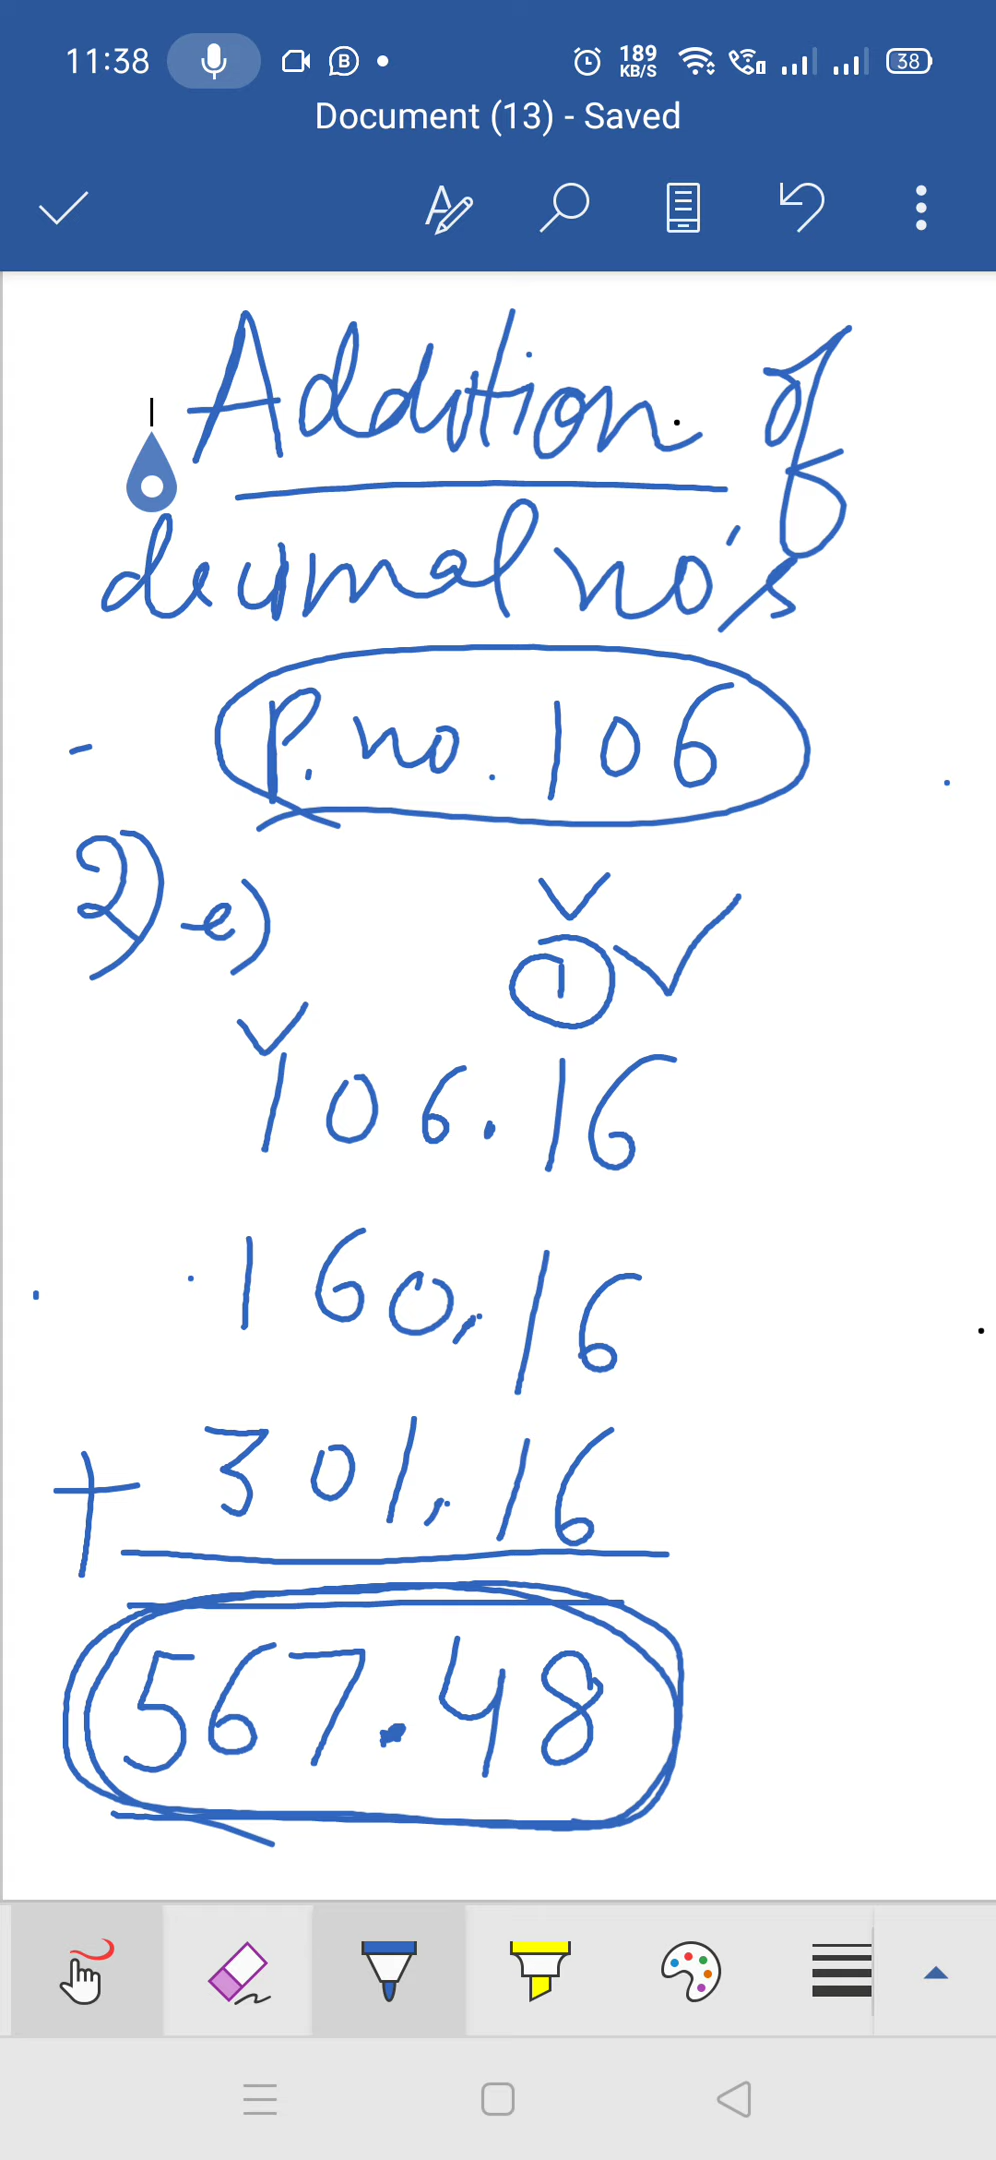 11:38 B 189 KB/S 38
Document (13) - Saved
Addition of
decimal no's
P. no. 106
2) e)
1
106.16
160.16
+ 301.16
567.48